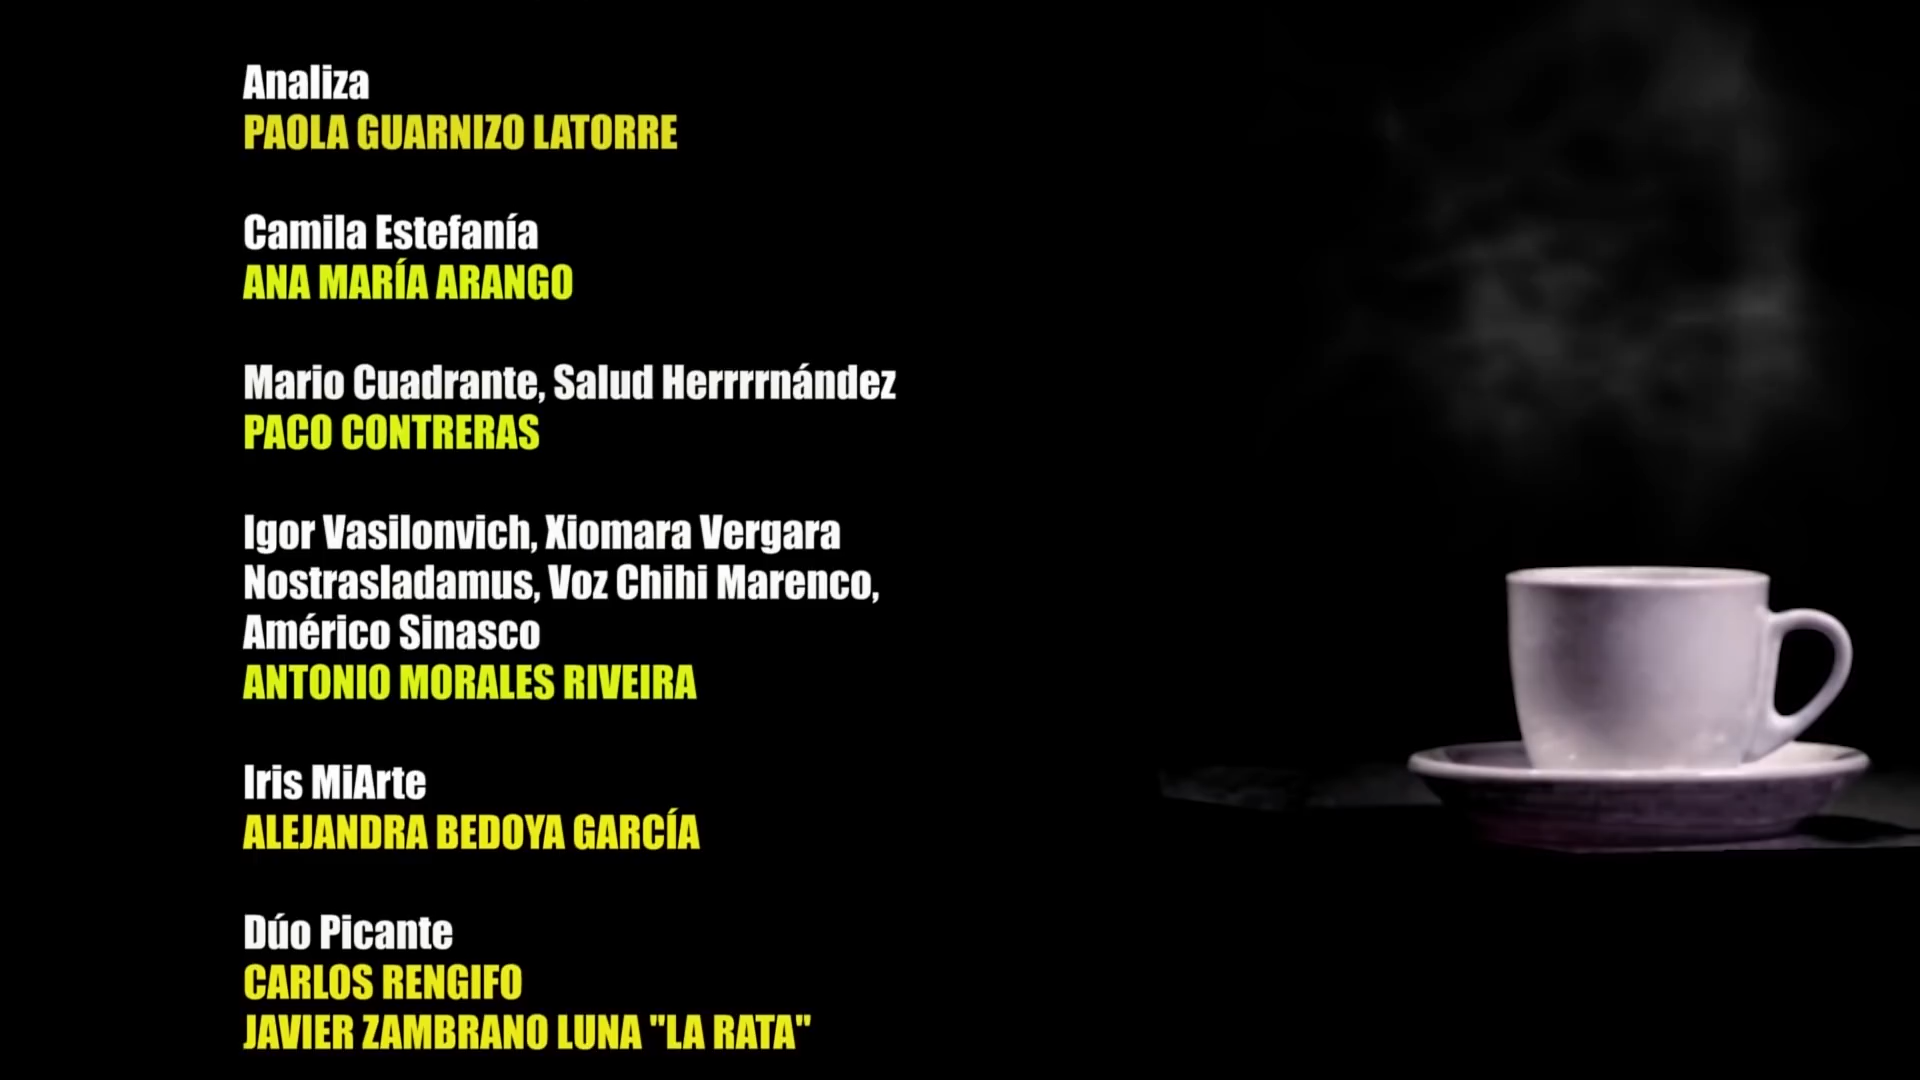 Analiza
PAOLA GUARNIZO LATORRE
Camila Estefanía
ANA MARÍA ARANGO
Mario Cuadrante, Salud Herrrrnández
PACO CONTRERAS
Igor Vasilonvich, Xiomara Vergara
Nostrasladamus, Voz Chihi Marenco,
Américo Sinasco
ANTONIO MORALES RIVEIRA
Iris MiArte
ALEJANDRA BEDOYA GARCÍA
Dúo Picante
CARLOS RENGIFO
JAVIER ZAMBRANO LUNA "LA RATA"